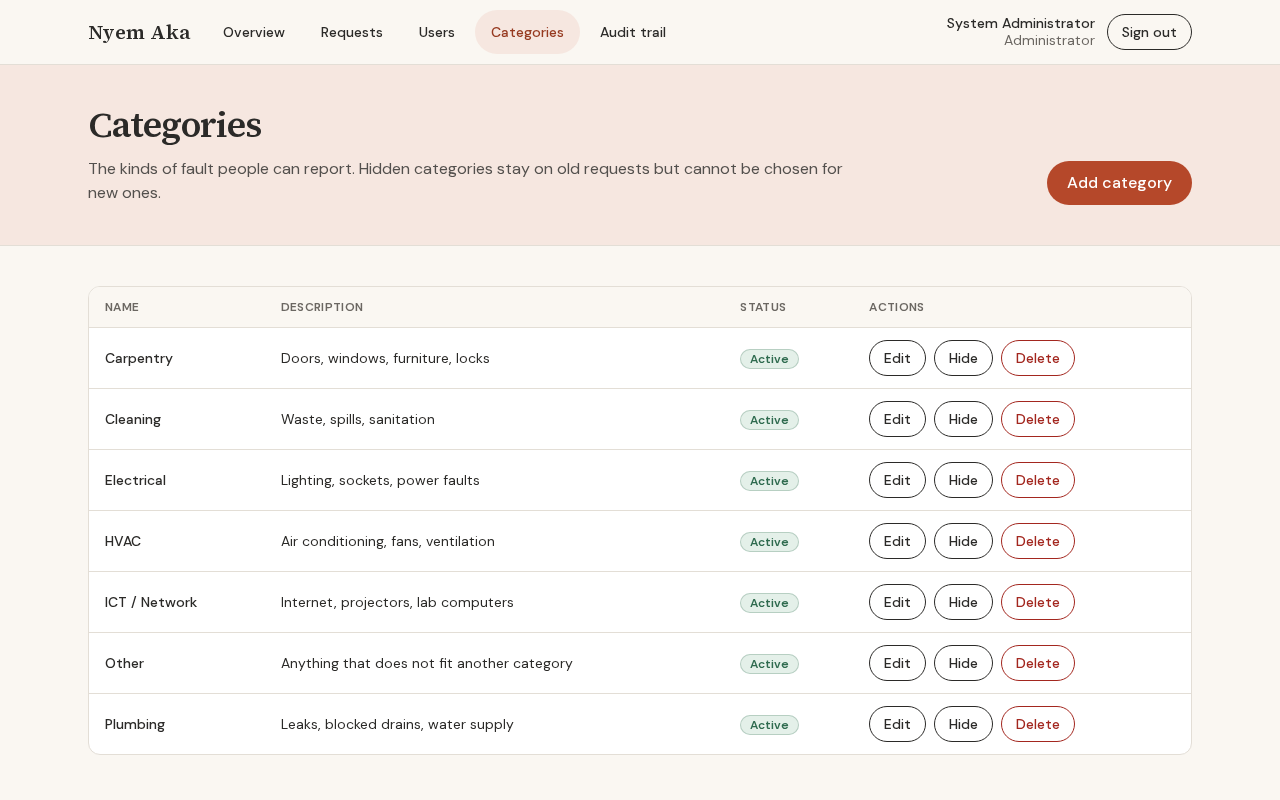 Nyem Aka Overview Requests Users Categories Audit trail System Administrator Administrator Sign out
Categories
The kinds of fault people can report. Hidden categories stay on old requests but cannot be chosen for
new ones.
Add category
NAME DESCRIPTION STATUS ACTIONS
Carpentry Doors, windows, furniture, locks Active Edit Hide Delete
Cleaning Waste, spills, sanitation Active Edit Hide Delete
Electrical Lighting, sockets, power faults Active Edit Hide Delete
HVAC Air conditioning, fans, ventilation Active Edit Hide Delete
ICT / Network Internet, projectors, lab computers Active Edit Hide Delete
Other Anything that does not fit another category Active Edit Hide Delete
Plumbing Leaks, blocked drains, water supply Active Edit Hide Delete